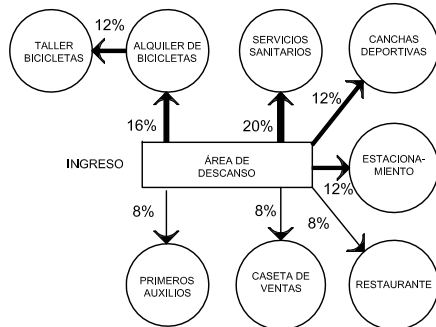 12%
TALLER
BICICLETAS
ALQUILER DE
BICICLETAS
SERVICIOS
SANITARIOS
CANCHAS
DEPORTIVAS
16%
20%
12%
INGRESO
ÁREA DE
DESCANSO
ESTACIONA-
MIENTO
12%
8%
8%
8%
PRIMEROS
AUXILIOS
CASETA DE
VENTAS
RESTAURANTE